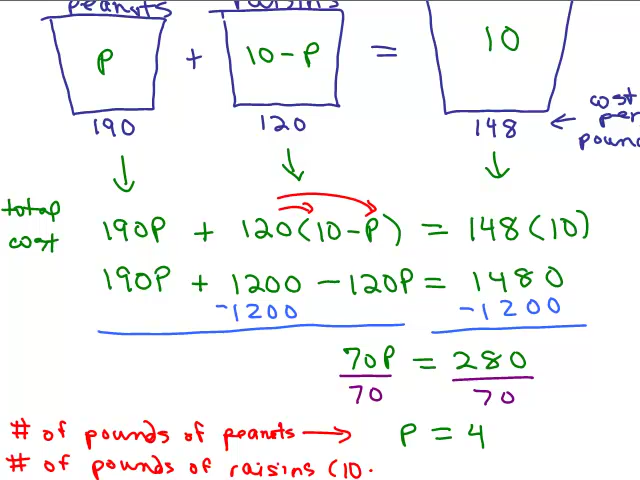 peanuts raisins
P + 10-P = 10
190 120 148 ← cost per pound
total cost 190P + 120(10-P) = 148(10)
190P + 1200 -120P = 1480
-1200 -1200
70P = 280
70 70
# of pounds of peanuts → P = 4
# of pounds of raisins (10-